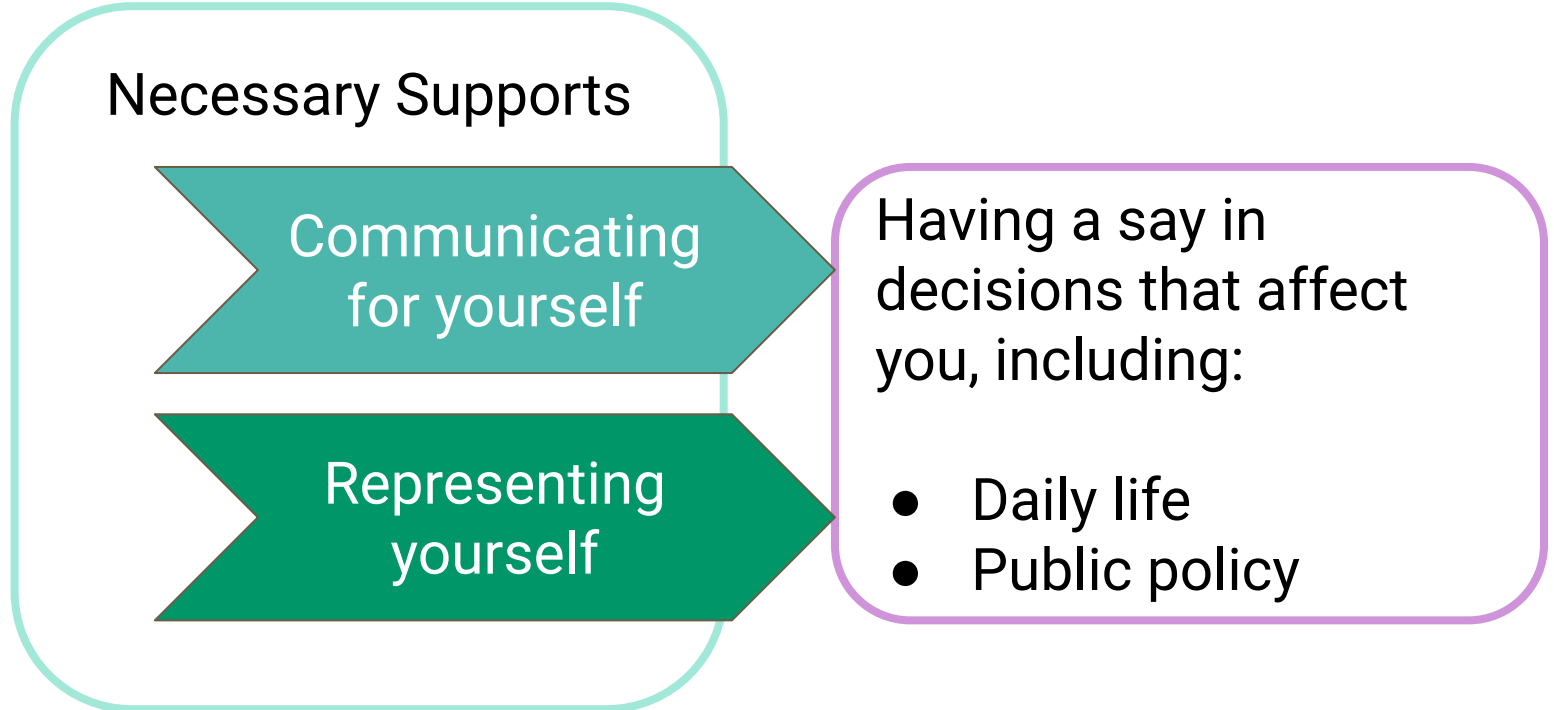 Necessary Supports
Communicating
for yourself
Representing
yourself
Having a say in
decisions that affect
you, including:
● Daily life
● Public policy